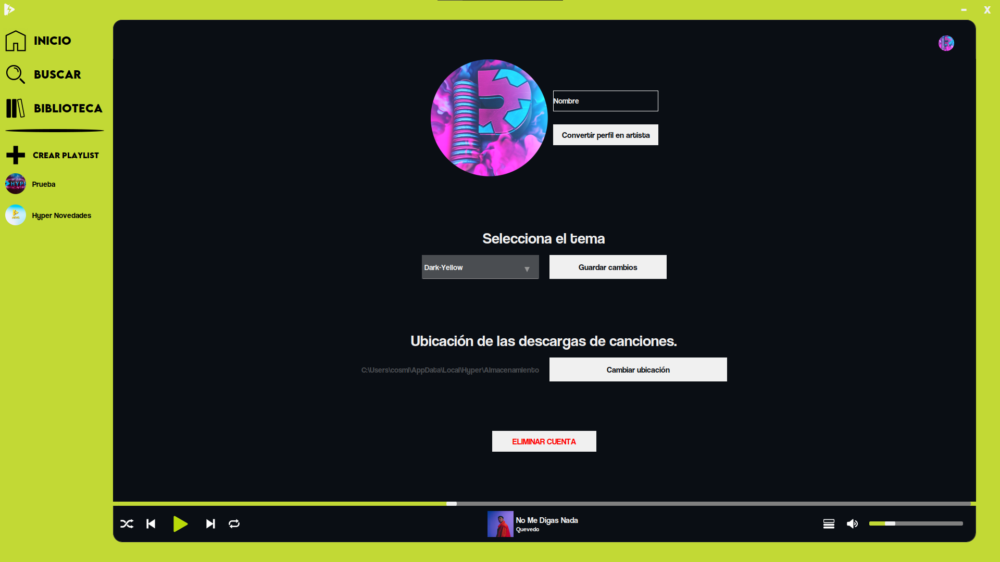 X
INICIO
BUSCAR
BIBLIOTECA
CREAR PLAYLIST
Prueba
Hyper Novedades
Nombre
Convertir perfil en artista
Selecciona el tema
Dark-Yellow
Guardar cambios
Ubicación de las descargas de canciones.
C:\Users\cosmi\AppData\Local\Hyper\Almacenamiento
Cambiar ubicación
ELIMINAR CUENTA
No Me Digas Nada
Quevedo